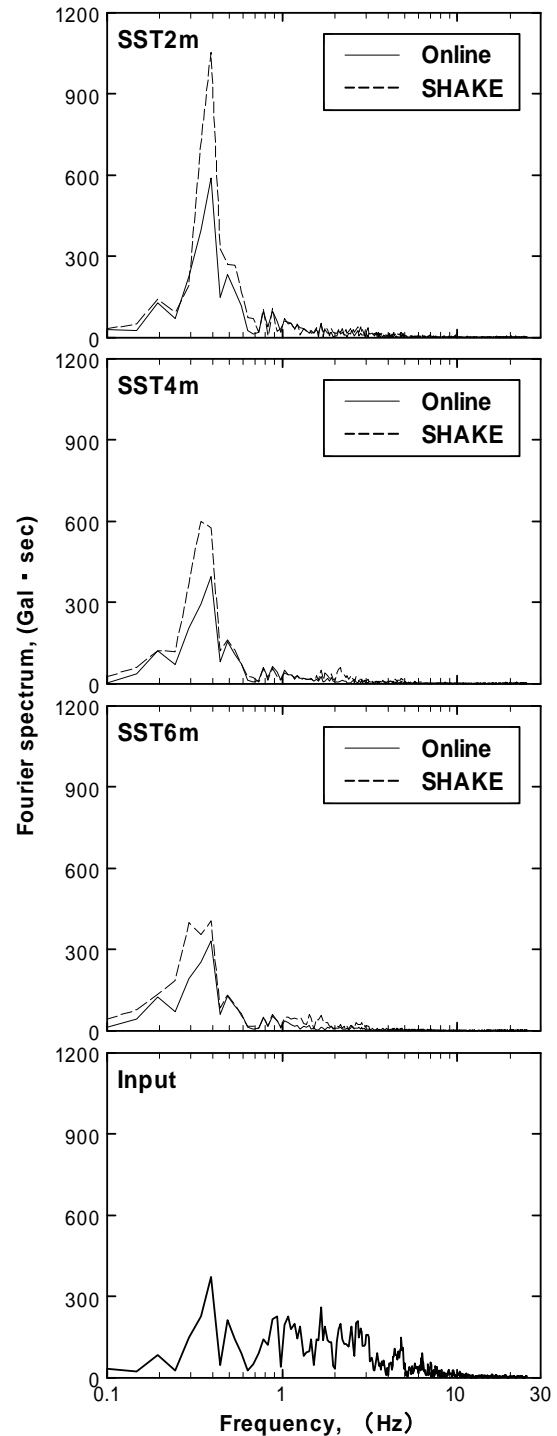 Fourier spectrum, (Gal・sec)
1200
SST2m
Online
SHAKE
900
600
300
0
1200
SST4m
Online
SHAKE
900
600
300
0
1200
SST6m
Online
SHAKE
900
600
300
0
1200
Input
900
600
300
0
0.1 1 10 30
Frequency, (Hz)